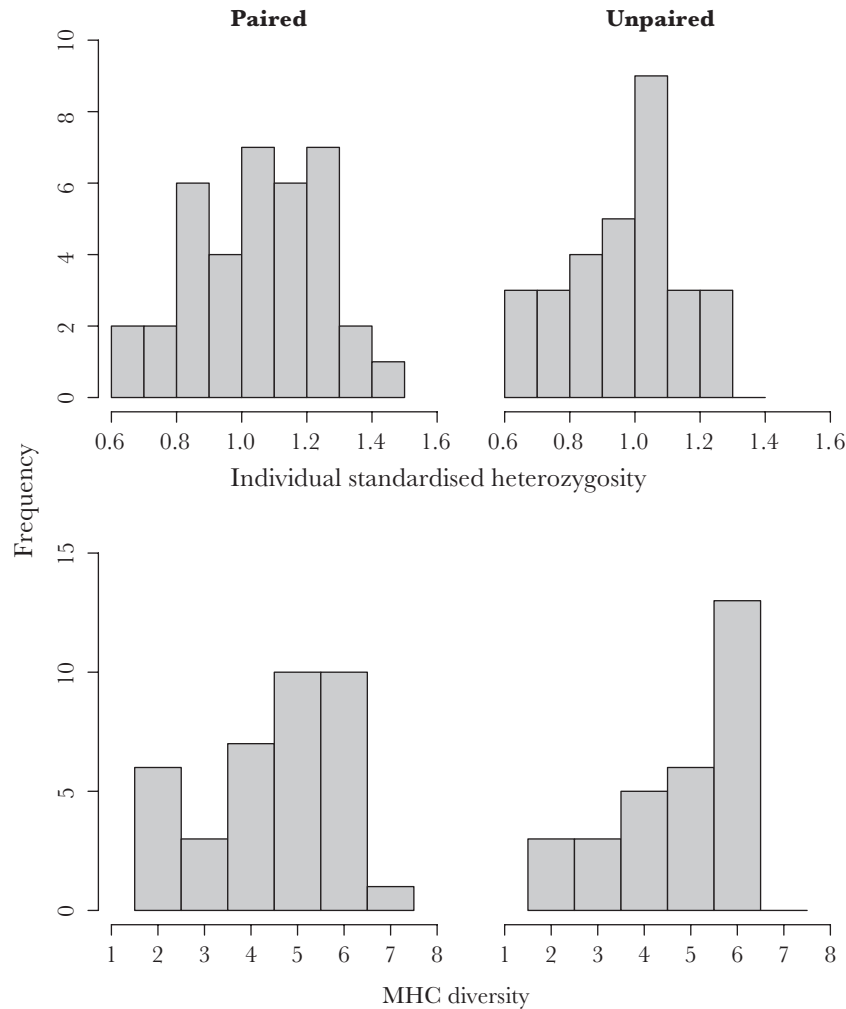 Paired
Unpaired
10
8
6
4
2
0
0.6 0.8 1.0 1.2 1.4 1.6
0.6 0.8 1.0 1.2 1.4 1.6
Individual standardised heterozygosity
Frequency
15
10
5
0
1 2 3 4 5 6 7 8
1 2 3 4 5 6 7 8
MHC diversity